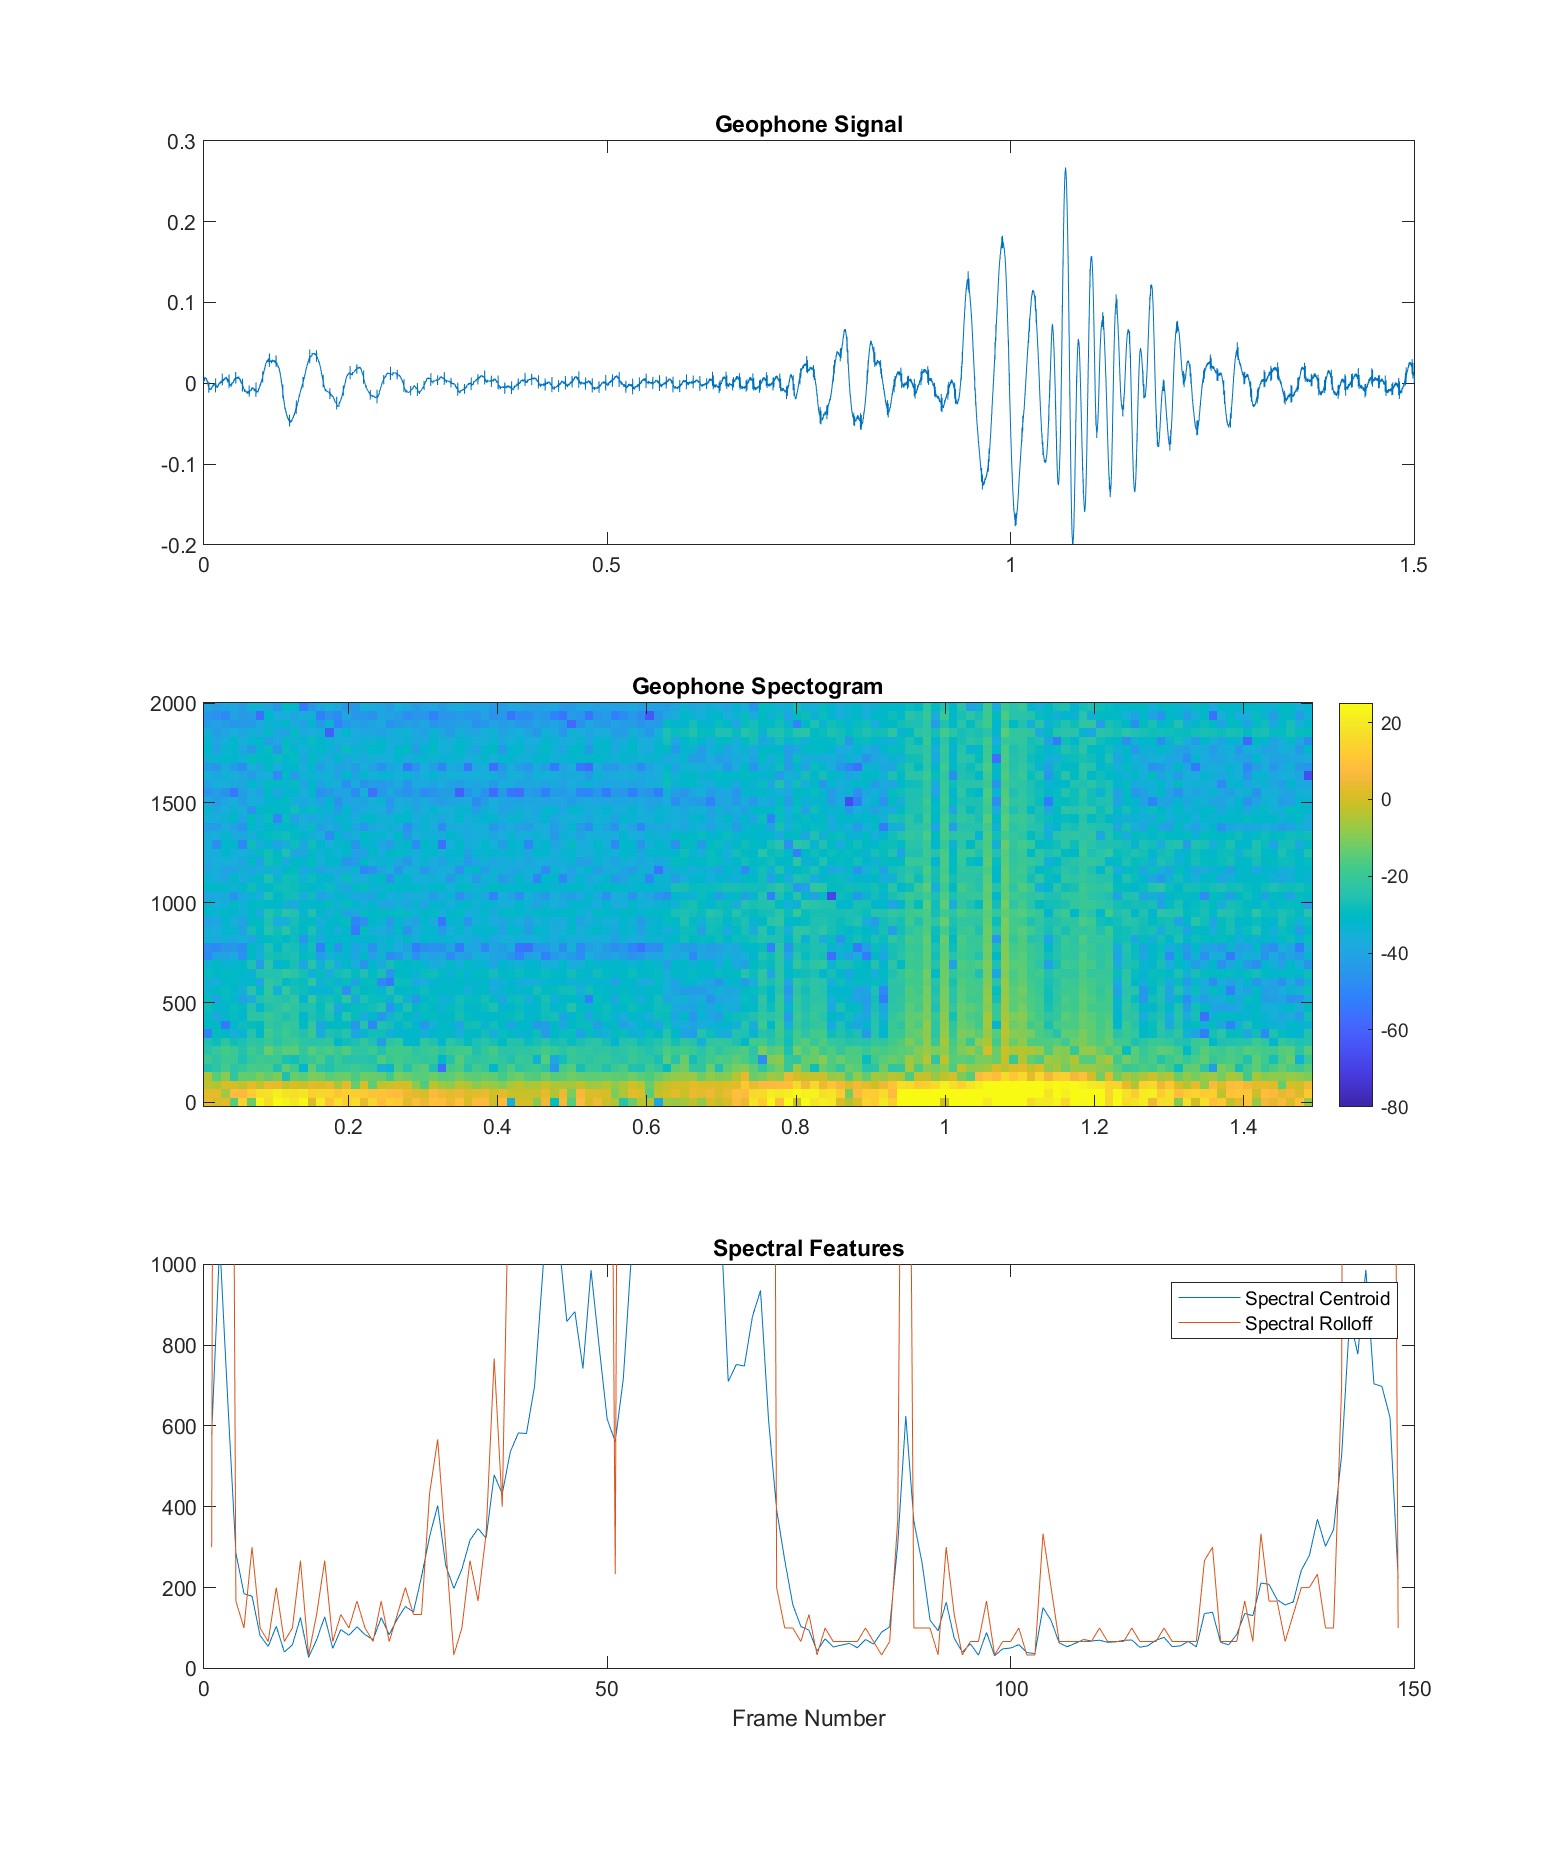 Geophone Signal
0.3
0.2
0.1
0
-0.1
-0.2
0 0.5 1 1.5
Geophone Spectogram
2000
1500
1000
500
0
0.2 0.4 0.6 0.8 1 1.2 1.4
20
0
-20
-40
-60
-80
Spectral Features
1000
800
600
400
200
0
Spectral Centroid
Spectral Rolloff
0 50 100 150
Frame Number